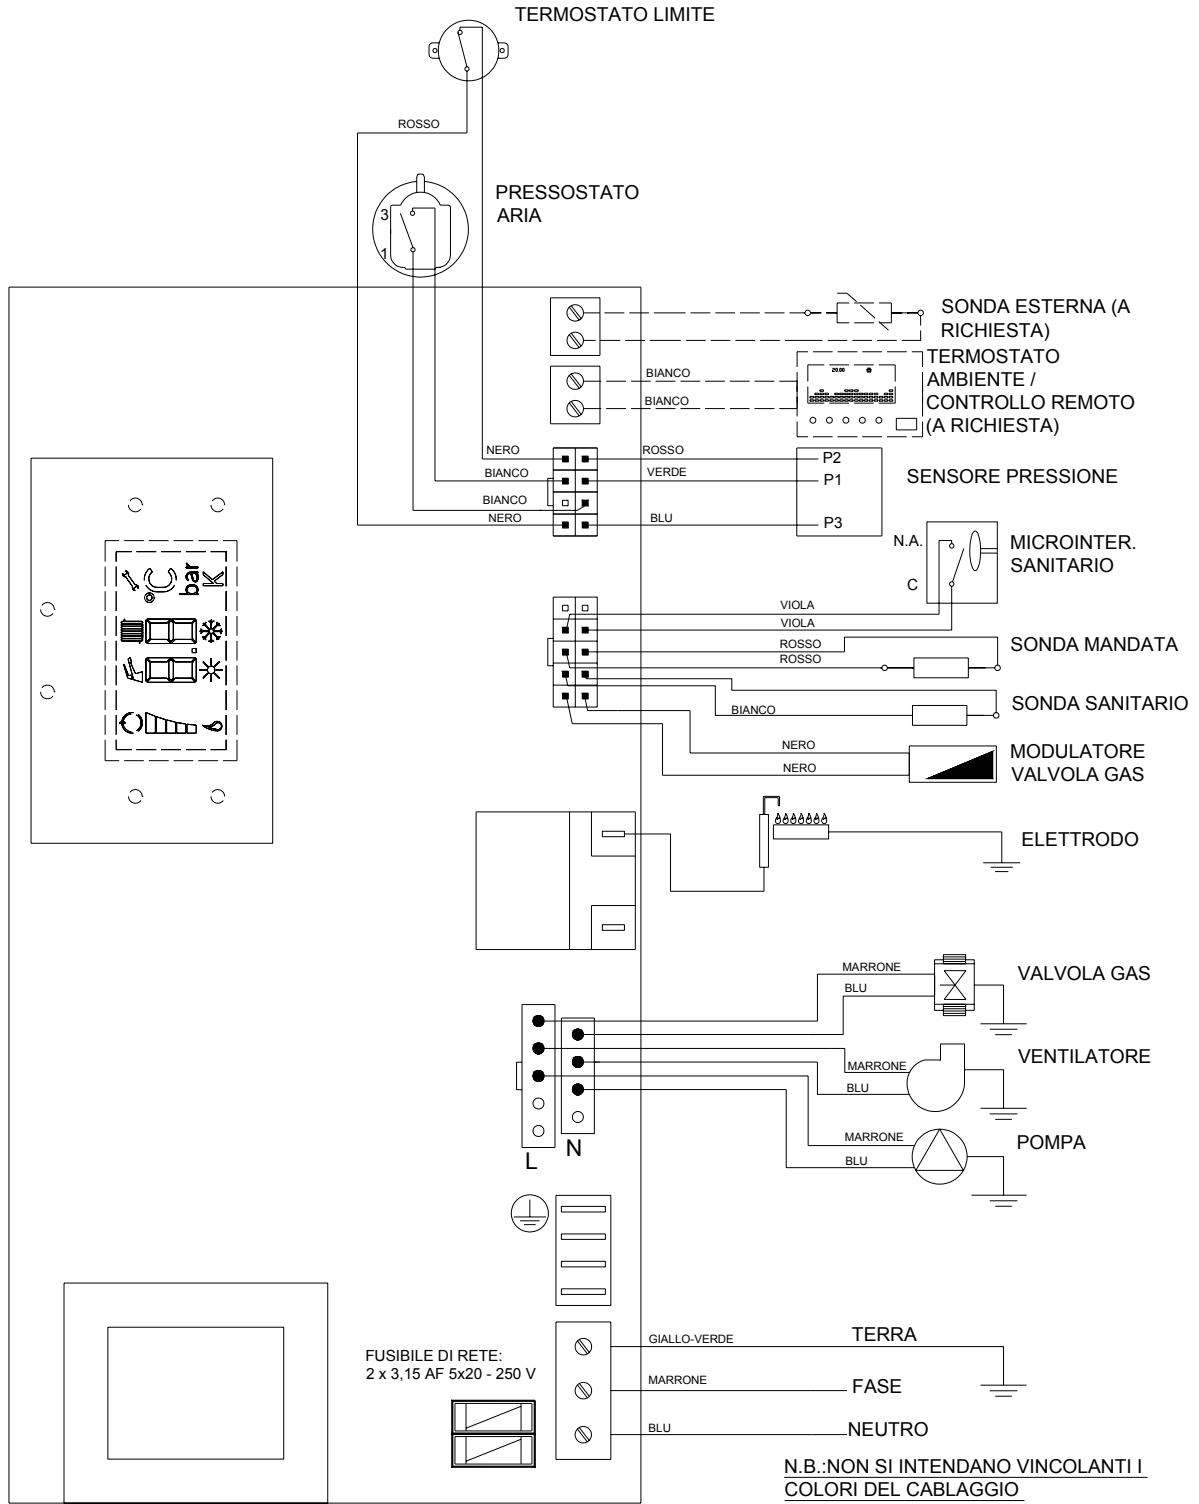 TERMOSTATO LIMITE
ROSSO
PRESSOSTATO
ARIA
3
1
SONDA ESTERNA (A
RICHIESTA)
TERMOSTATO
AMBIENTE /
CONTROLLO REMOTO
(A RICHIESTA)
20.00
BIANCO
BIANCO
NERO
ROSSO
P2
BIANCO
VERDE
P1
SENSORE PRESSIONE
BIANCO
NERO
BLU
P3
N.A.
C
MICROINTER.
SANITARIO
°C
bar
K
VIOLA
VIOLA
ROSSO
ROSSO
SONDA MANDATA
BIANCO
SONDA SANITARIO
NERO
NERO
MODULATORE
VALVOLA GAS
ELETTRODO
MARRONE
BLU
VALVOLA GAS
MARRONE
BLU
VENTILATORE
MARRONE
BLU
POMPA
L
N
GIALLO-VERDE
TERRA
FUSIBILE DI RETE:
2 x 3,15 AF 5x20 - 250 V
MARRONE
FASE
BLU
NEUTRO
N.B.:NON SI INTENDANO VINCOLANTI I
COLORI DEL CABLAGGIO